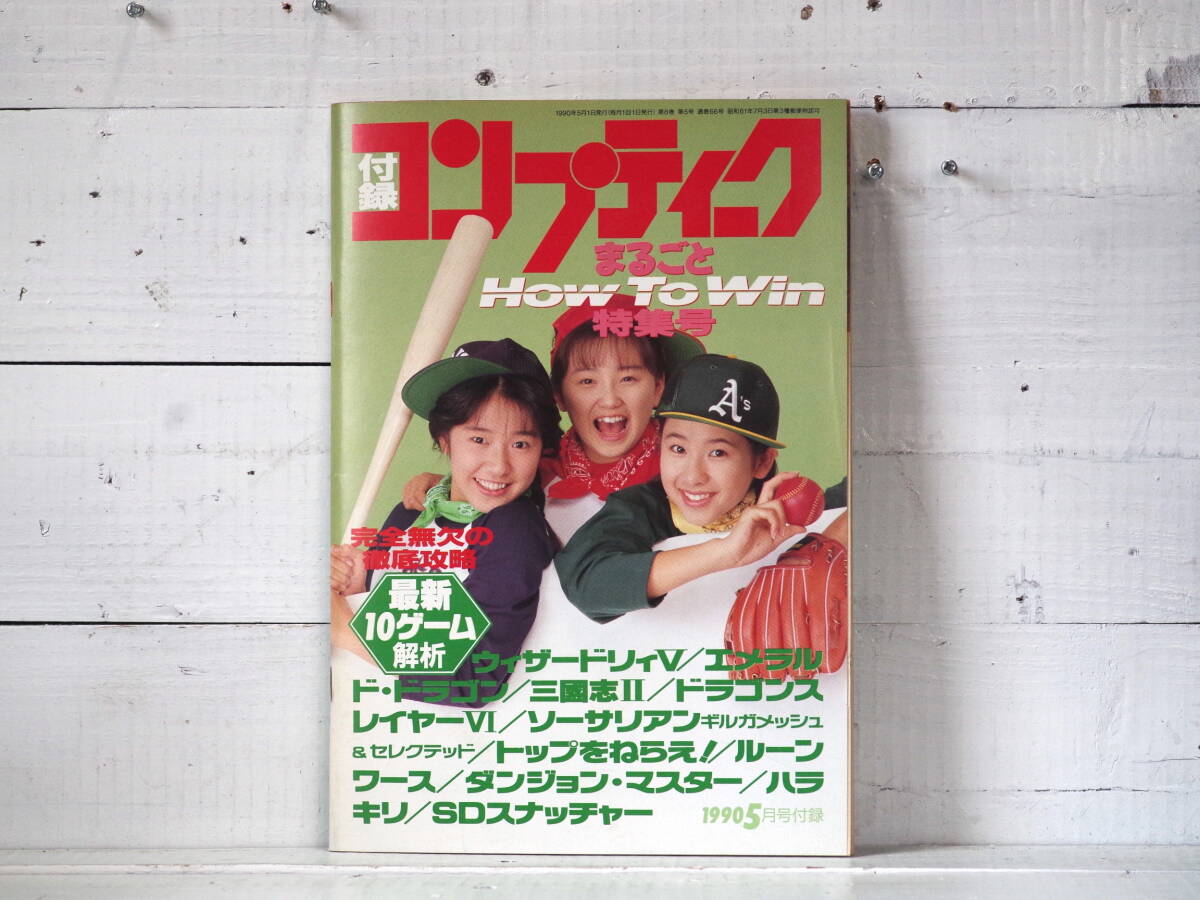 1990年5月1日発行(毎月1回1日発行) 第8巻 第5号 通巻66号 昭和61年7月3日第3種郵便物認可
付録
コンプティーク
まるごと
How To Win
特集号
A's
完全無欠の
徹底攻略
最新
10ゲーム
解析
ウィザードリィV/エメラル
ド・ドラゴン/三國志II/ドラゴンス
レイヤーVI/ソーサリアンギルガメッシュ
&セレクテッド/トップをねらえ!/ルーン
ワース/ダンジョン・マスター/ハラ
キリ/SDスナッチャー
1990 5月号付録